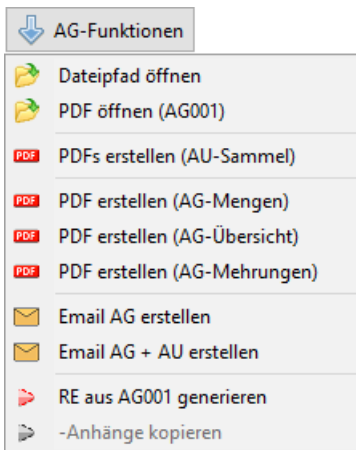 AG-Funktionen
Dateipfad öffnen
PDF öffnen (AG001)
PDF PDFs erstellen (AU-Sammel)
PDF PDF erstellen (AG-Mengen)
PDF PDF erstellen (AG-Übersicht)
PDF PDF erstellen (AG-Mehrungen)
Email AG erstellen
Email AG + AU erstellen
RE aus AG001 generieren
-Anhänge kopieren